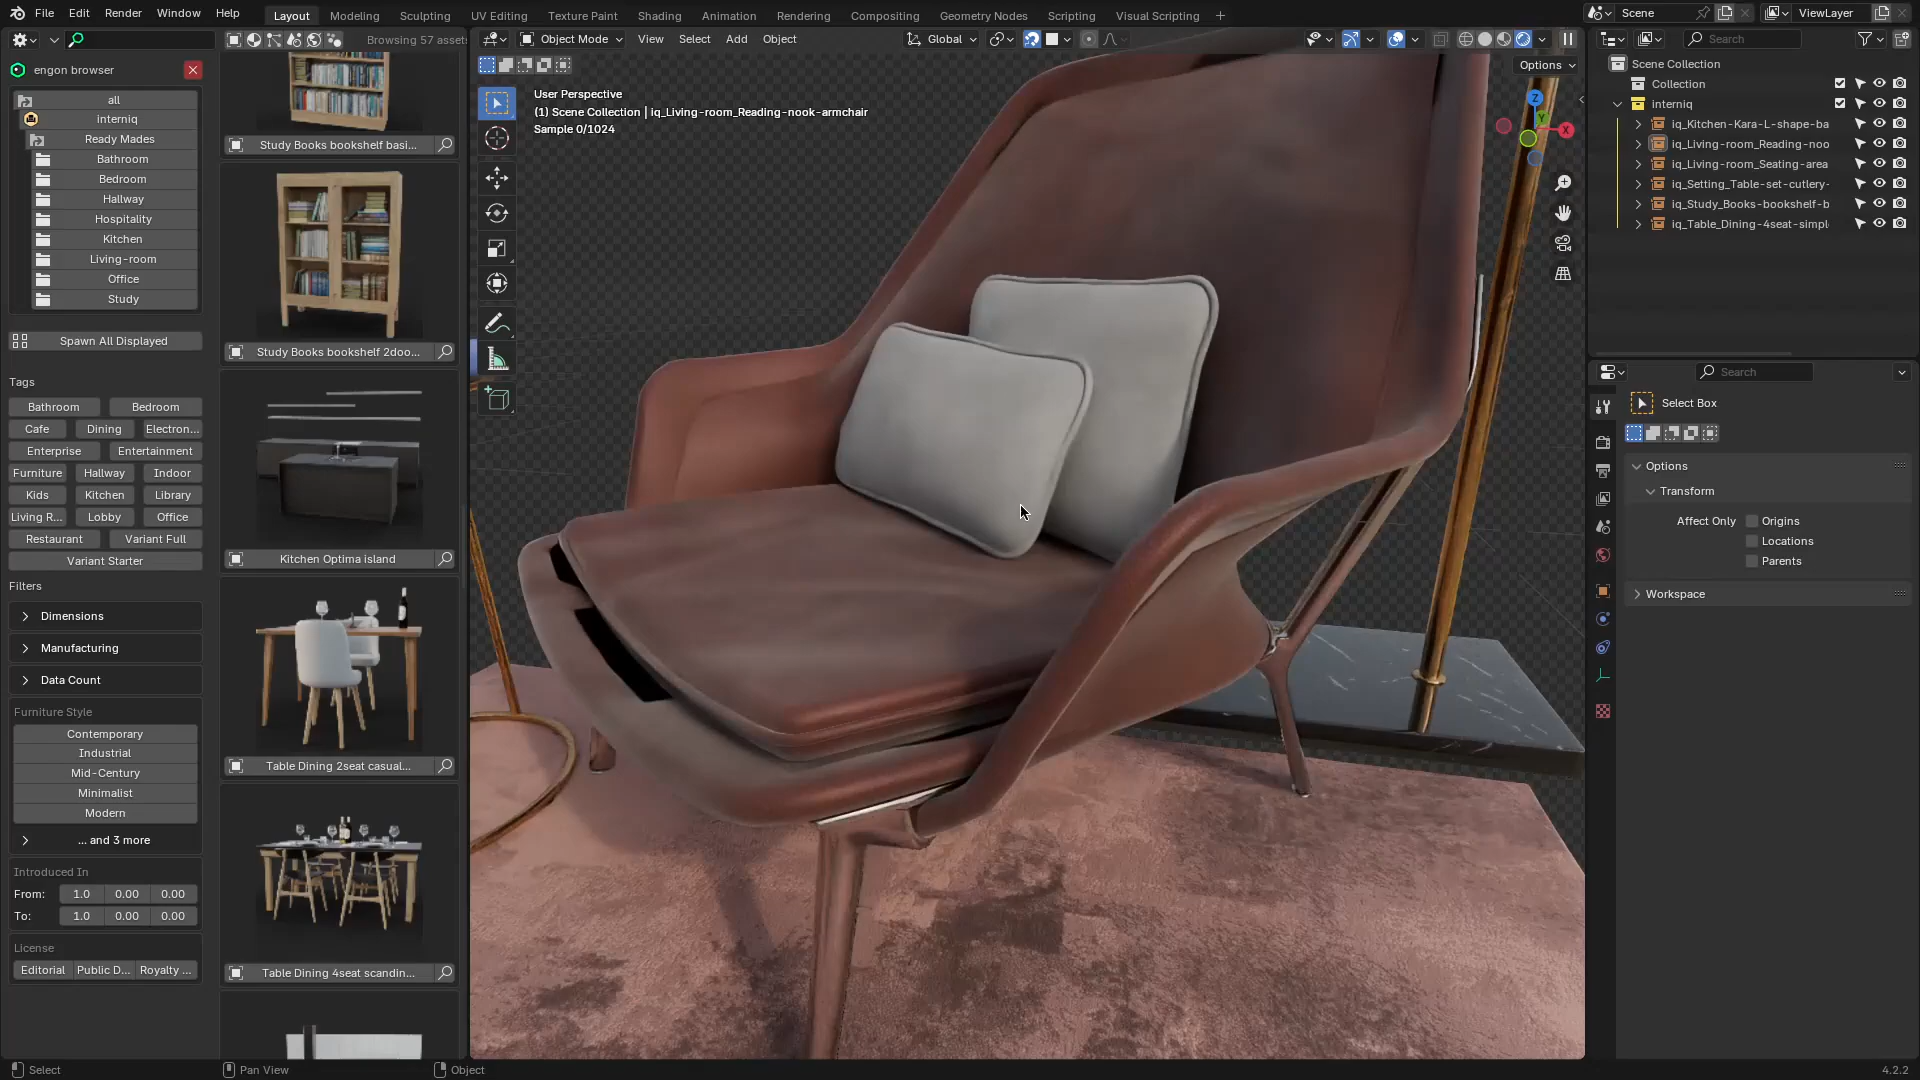 File Edit Render Window Help Layout Modeling Sculpting UV Editing Texture Paint Shading Animation Rendering Compositing Geometry Nodes Scripting Visual Scripting + Scene ViewLayer
Browsing 57 asset
Object Mode View Select Add Object Global
Search
engon browser
Options
all
interniq
Ready Mades
Bathroom
Bedroom
Hallway
Hospitality
Kitchen
Living-room
Office
Study
Spawn All Displayed
Tags
Bathroom Bedroom
Cafe Dining Electron...
Enterprise Entertainment
Furniture Hallway Indoor
Kids Kitchen Library
Living R... Lobby Office
Restaurant Variant Full
Variant Starter
Filters
Dimensions
Manufacturing
Data Count
Furniture Style
Contemporary
Industrial
Mid-Century
Minimalist
Modern
... and 3 more
Introduced In
From: 1.0 0.00 0.00
To: 1.0 0.00 0.00
License
Editorial Public D... Royalty ...
Study Books bookshelf basi...
Study Books bookshelf 2doo...
Kitchen Optima island
Table Dining 2seat casual...
Table Dining 4seat scandin...
User Perspective
(1) Scene Collection | iq_Living-room_Reading-nook-armchair
Sample 0/1024
Z
Y
X
Scene Collection
Collection
interniq
iq_Kitchen-Kara-L-shape-ba
iq_Living-room_Reading-noo
iq_Living-room_Seating-area
iq_Setting_Table-set-cutlery-
iq_Study_Books-bookshelf-b
iq_Table_Dining-4seat-simpl
Search
Select Box
Options
Transform
Affect Only Origins
Locations
Parents
Workspace
Select Pan View Object 4.2.2